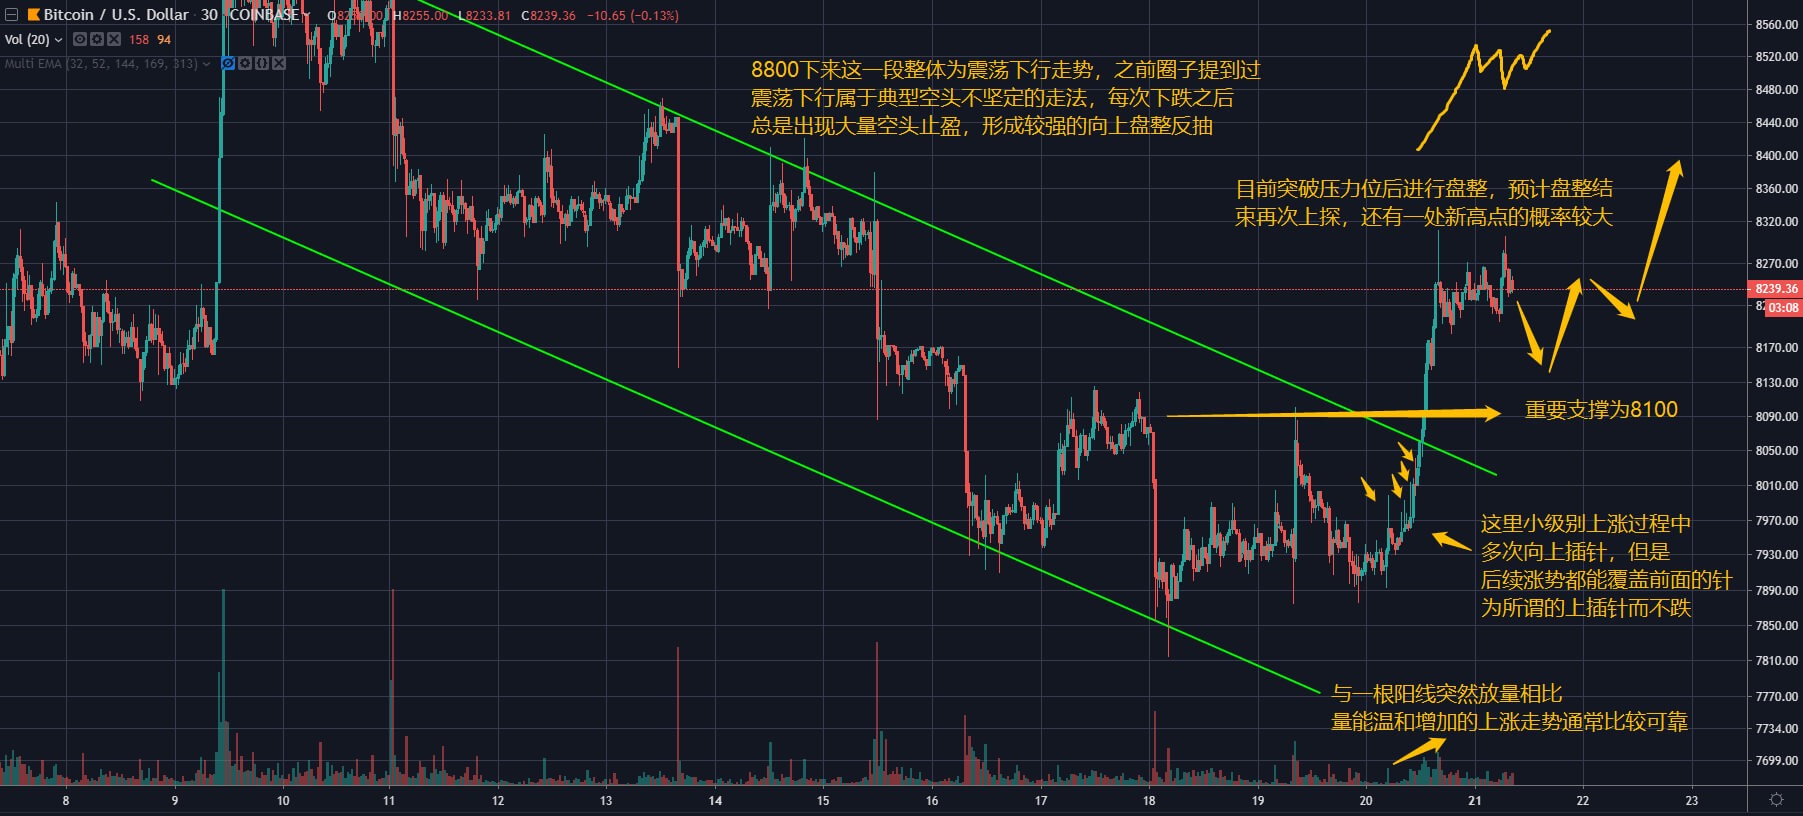 Bitcoin / U.S. Dollar · 30 · COINBASE H8255.00 L8233.81 C8239.36 −10.65 (−0.13%)
Vol (20) 158 94
Multi EMA (32, 52, 144, 169, 313)
8800下来这一段整体为震荡下行走势，之前圈子提到过
震荡下行属于典型空头不坚定的走法，每次下跌之后
总是出现大量空头止盈，形成较强的向上盘整反抽
目前突破压力位后进行盘整，预计盘整结
束再次上探，还有一处新高点的概率较大
重要支撑为8100
这里小级别上涨过程中
多次向上插针，但是
后续涨势都能覆盖前面的针
为所谓的上插针而不跌
与一根阳线突然放量相比
量能温和增加的上涨走势通常比较可靠
8560.00
8520.00
8480.00
8440.00
8400.00
8360.00
8320.00
8270.00
8239.36
03:08
8170.00
8130.00
8090.00
8050.00
8010.00
7970.00
7930.00
7890.00
7850.00
7810.00
7770.00
7734.00
7699.00
8 9 10 11 12 13 14 15 16 17 18 19 20 21 22 23